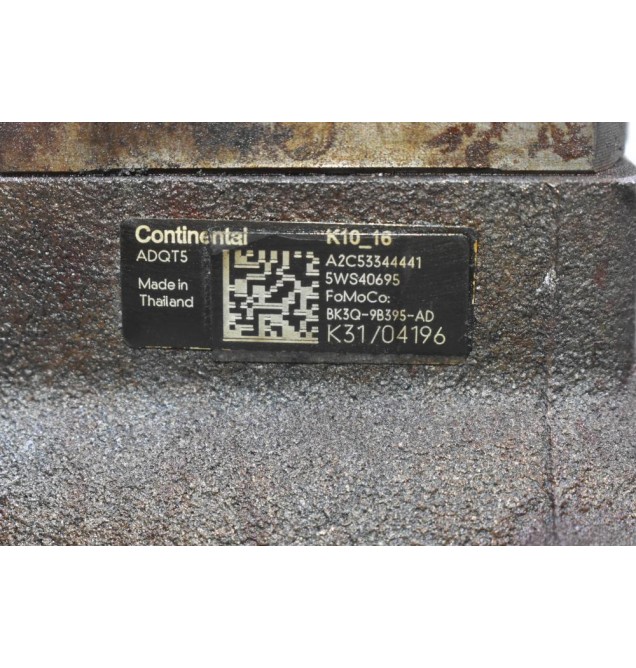 Continental
ADQT5
Made in
Thailand
K10_16
A2C53344441
5WS40695
FoMoCo:
BK3Q-9B395-AD
K31/04196